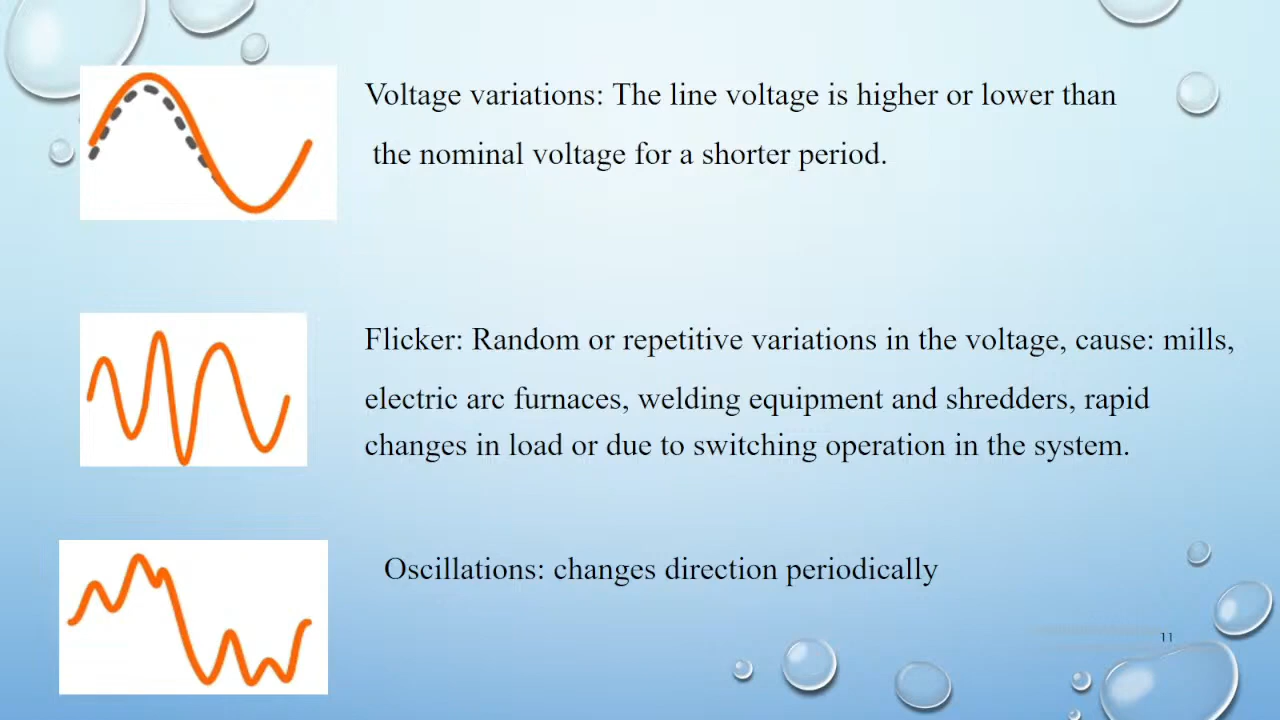 Voltage variations: The line voltage is higher or lower than
the nominal voltage for a shorter period.
Flicker: Random or repetitive variations in the voltage, cause: mills,
electric arc furnaces, welding equipment and shredders, rapid
changes in load or due to switching operation in the system.
Oscillations: changes direction periodically
11